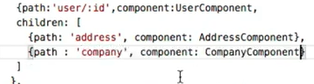 {path:'user/:id',component:UserComponent,
children: [
{path: 'address', component: AddressComponent},
{path : 'company', component: CompanyComponent}
]
},